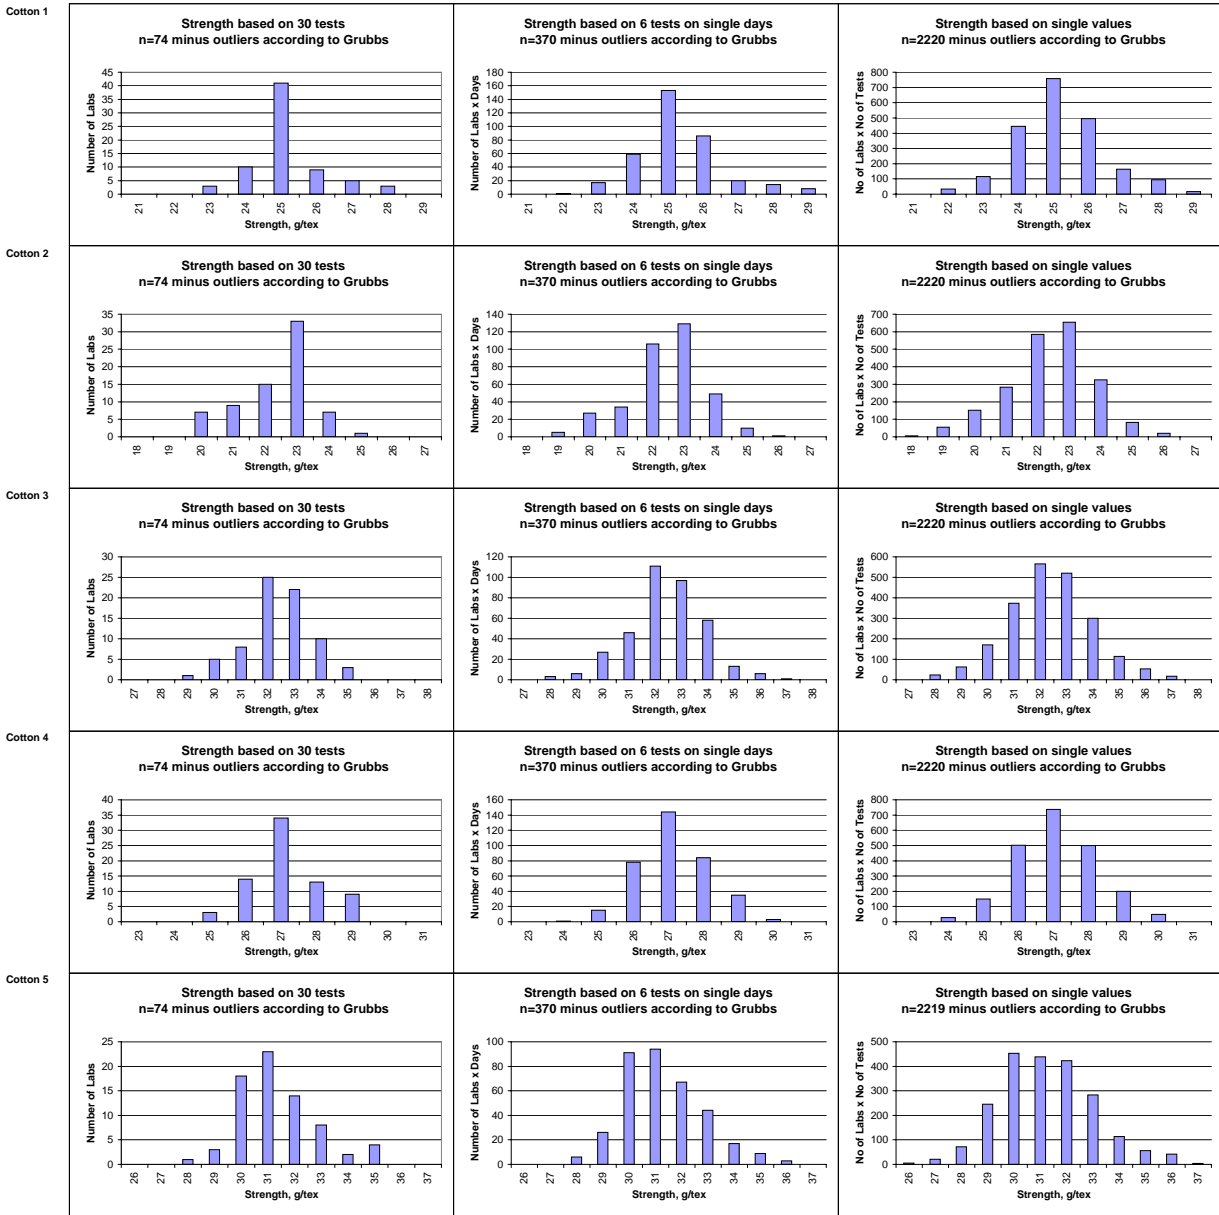 Cotton 1
Strength based on 30 tests
n=74 minus outliers according to Grubbs
Number of Labs
45
40
35
30
25
20
15
10
5
0
21 22 23 24 25 26 27 28 29
Strength, g/tex
Strength based on 6 tests on single days
n=370 minus outliers according to Grubbs
Number of Labs x Days
180
160
140
120
100
80
60
40
20
0
21 22 23 24 25 26 27 28 29
Strength, g/tex
Strength based on single values
n=2220 minus outliers according to Grubbs
No of Labs x No of Tests
800
700
600
500
400
300
200
100
0
21 22 23 24 25 26 27 28 29
Strength, g/tex
Cotton 2
Strength based on 30 tests
n=74 minus outliers according to Grubbs
Number of Labs
35
30
25
20
15
10
5
0
18 19 20 21 22 23 24 25 26 27
Strength, g/tex
Strength based on 6 tests on single days
n=370 minus outliers according to Grubbs
Number of Labs x Days
140
120
100
80
60
40
20
0
18 19 20 21 22 23 24 25 26 27
Strength, g/tex
Strength based on single values
n=2220 minus outliers according to Grubbs
No of Labs x No of Tests
700
600
500
400
300
200
100
0
18 19 20 21 22 23 24 25 26 27
Strength, g/tex
Cotton 3
Strength based on 30 tests
n=74 minus outliers according to Grubbs
Number of Labs
30
25
20
15
10
5
0
27 28 29 30 31 32 33 34 35 36 37 38
Strength, g/tex
Strength based on 6 tests on single days
n=370 minus outliers according to Grubbs
Number of Labs x Days
120
100
80
60
40
20
0
27 28 29 30 31 32 33 34 35 36 37 38
Strength, g/tex
Strength based on single values
n=2220 minus outliers according to Grubbs
No of Labs x No of Tests
600
500
400
300
200
100
0
27 28 29 30 31 32 33 34 35 36 37 38
Strength, g/tex
Cotton 4
Strength based on 30 tests
n=74 minus outliers according to Grubbs
Number of Labs
40
35
30
25
20
15
10
5
0
23 24 25 26 27 28 29 30 31
Strength, g/tex
Strength based on 6 tests on single days
n=370 minus outliers according to Grubbs
Number of Labs x Days
160
140
120
100
80
60
40
20
0
23 24 25 26 27 28 29 30 31
Strength, g/tex
Strength based on single values
n=2220 minus outliers according to Grubbs
No of Labs x No of Tests
800
700
600
500
400
300
200
100
0
23 24 25 26 27 28 29 30 31
Strength, g/tex
Cotton 5
Strength based on 30 tests
n=74 minus outliers according to Grubbs
Number of Labs
25
20
15
10
5
0
26 27 28 29 30 31 32 33 34 35 36 37
Strength, g/tex
Strength based on 6 tests on single days
n=370 minus outliers according to Grubbs
Number of Labs x Days
100
80
60
40
20
0
26 27 28 29 30 31 32 33 34 35 36 37
Strength, g/tex
Strength based on single values
n=2219 minus outliers according to Grubbs
No of Labs x No of Tests
500
400
300
200
100
0
26 27 28 29 30 31 32 33 34 35 36 37
Strength, g/tex